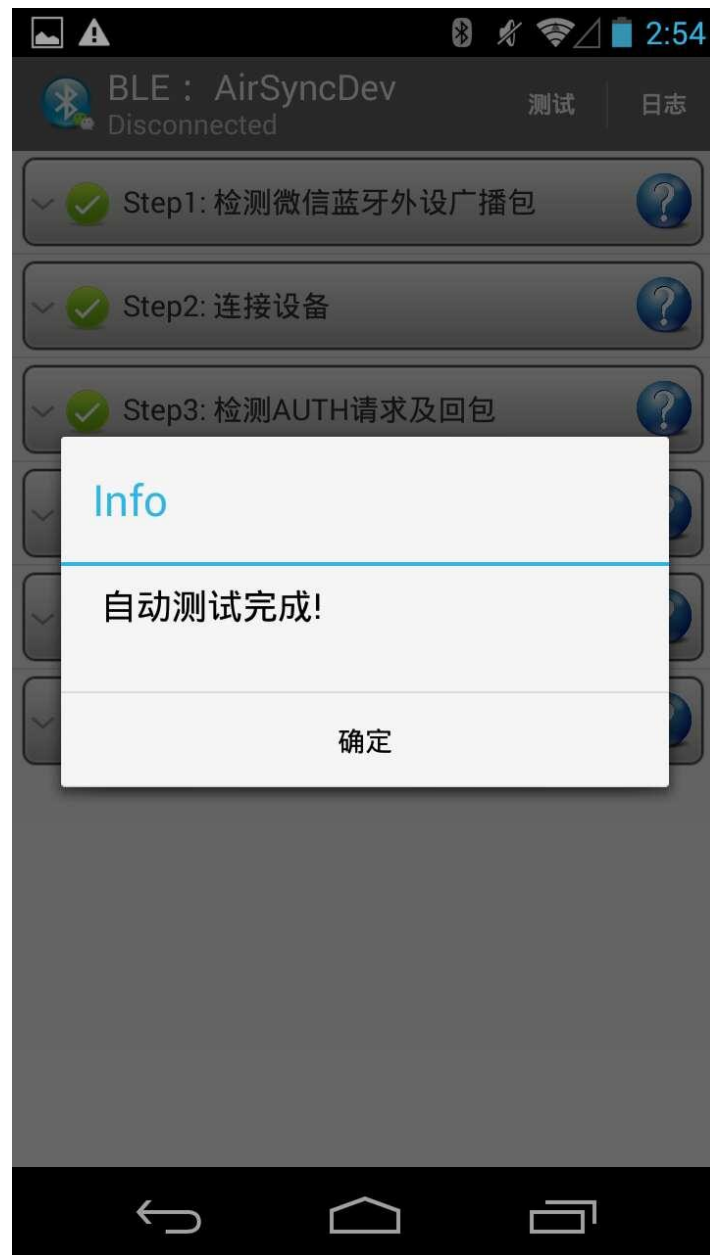 2:54
BLE： AirSyncDev
Disconnected
测试
日志
Step1: 检测微信蓝牙外设广播包
Step2: 连接设备
Step3: 检测AUTH请求及回包
Info
自动测试完成!
确定